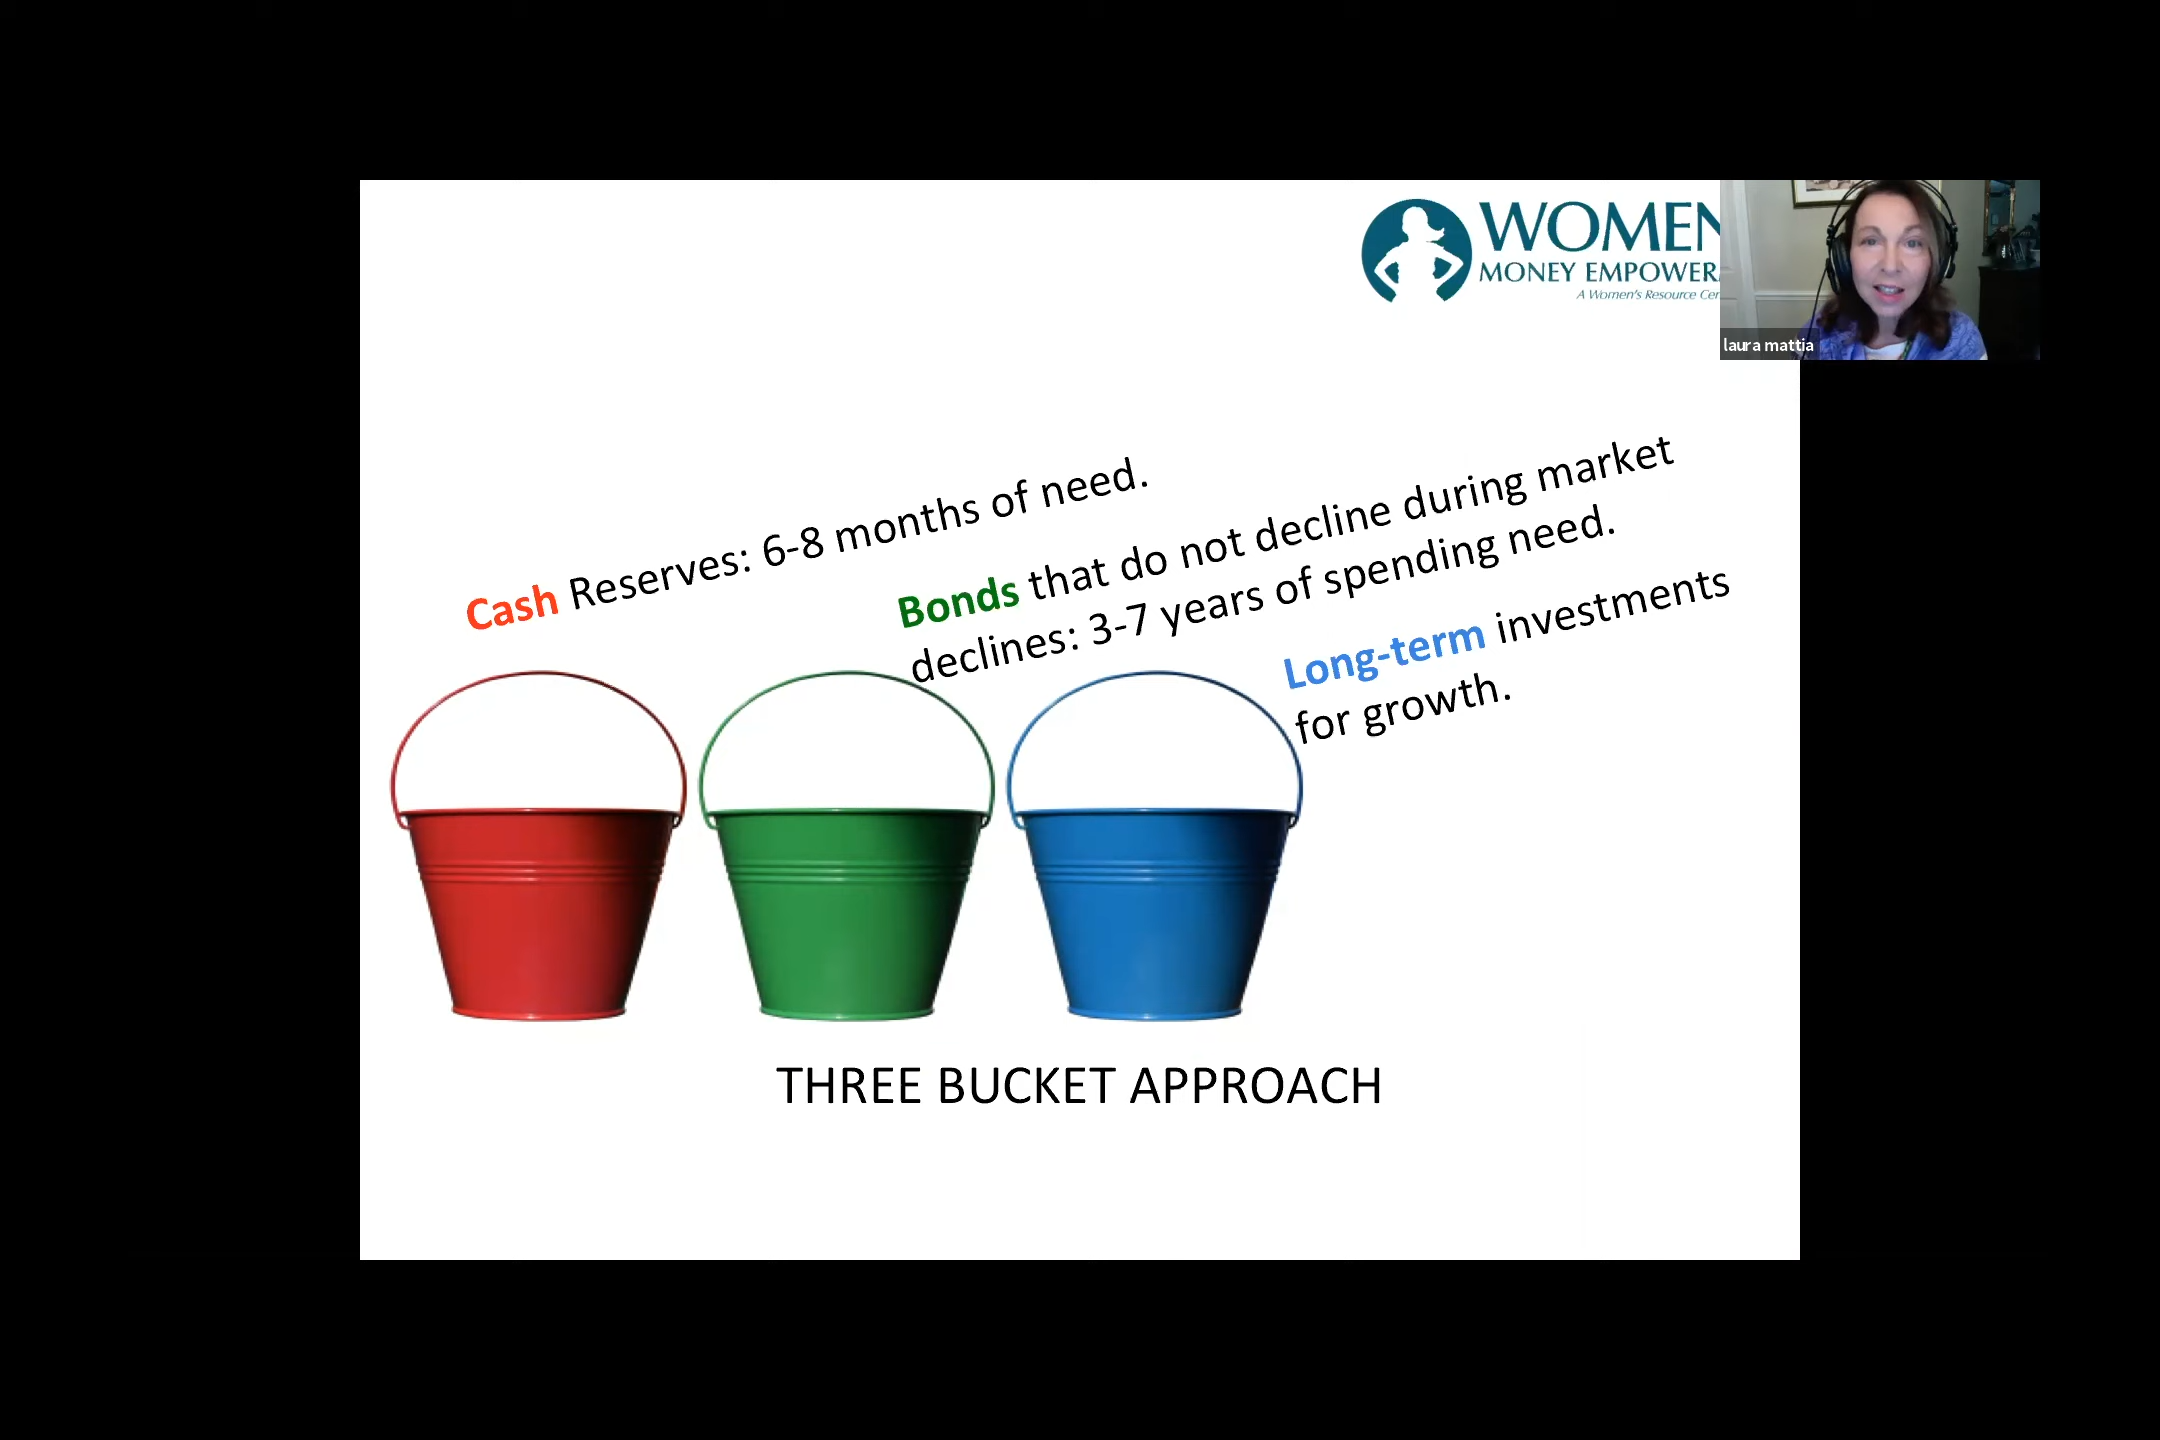 WOMEN
MONEY EMPOWER
A Women's Resource Cen
laura mattia
Cash Reserves: 6-8 months of need.
Bonds that do not decline during market
declines: 3-7 years of spending need.
Long-term investments
for growth.
THREE BUCKET APPROACH